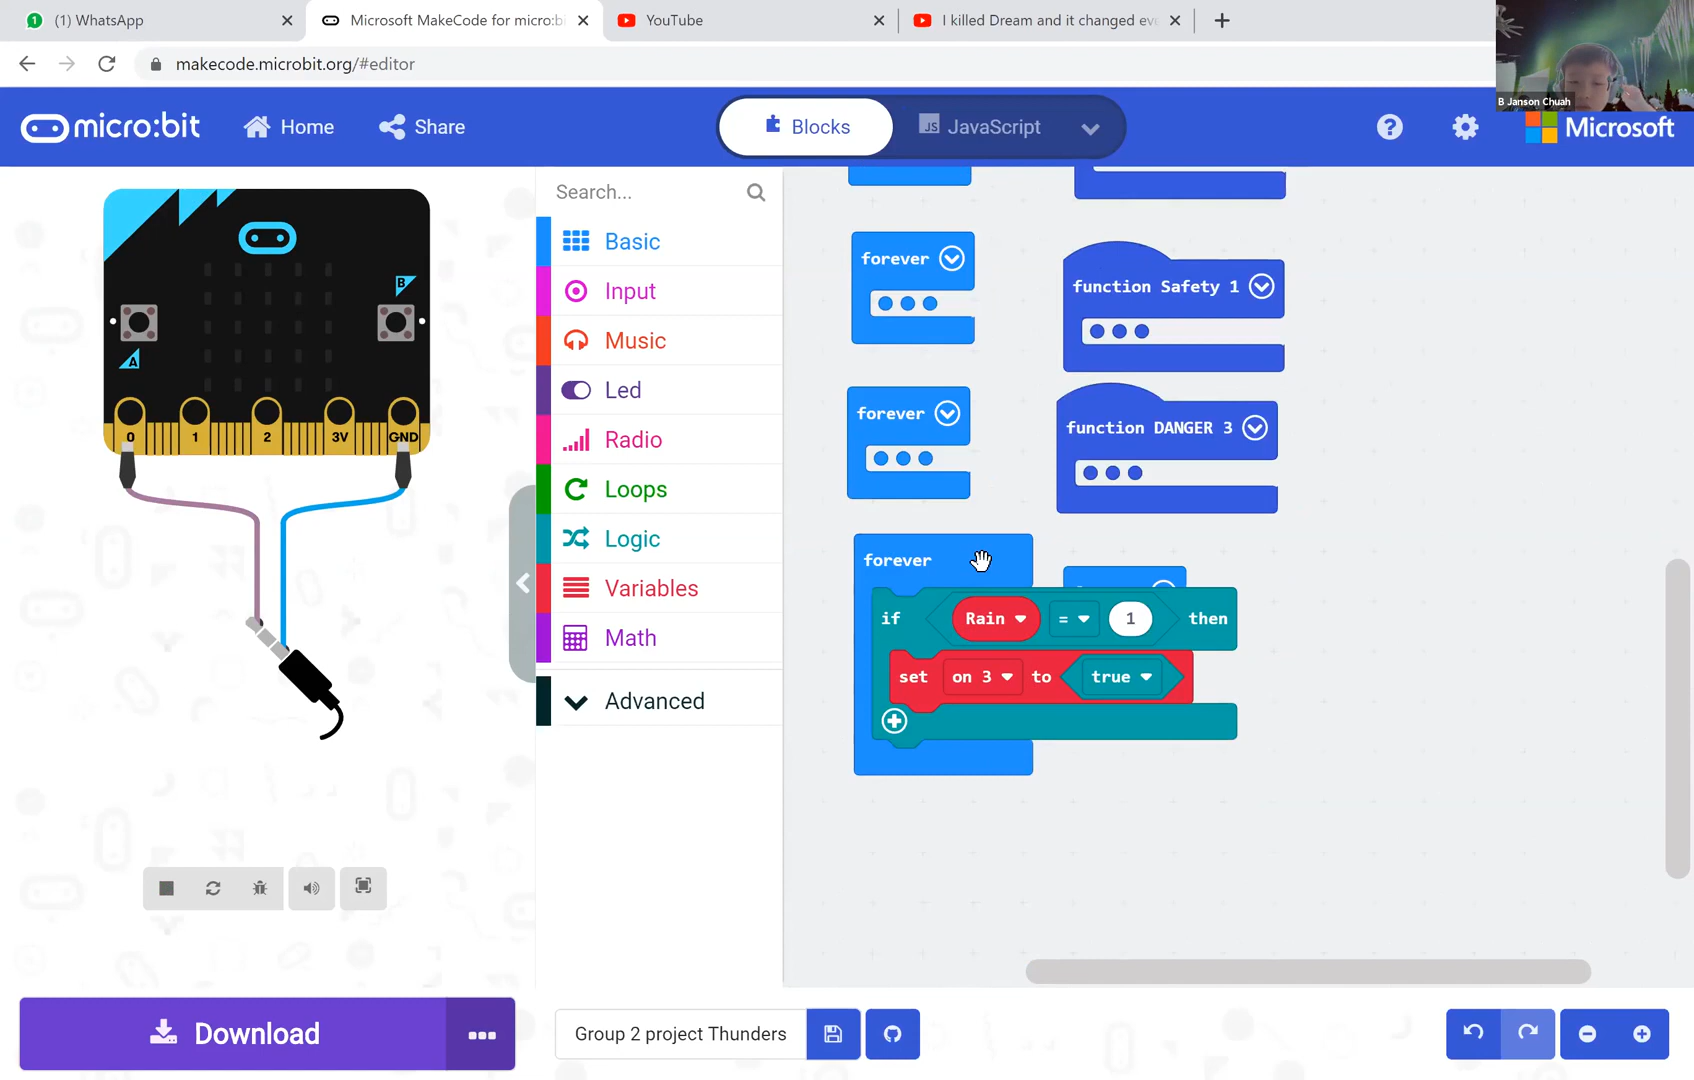 (1) WhatsApp
Microsoft MakeCode for micro:bi
YouTube
I killed Dream and it changed eve
makecode.microbit.org/#editor
B Janson Chuah
micro:bit
Home
Share
Blocks
JS JavaScript
?
Microsoft
B
A
0 1 2 3V GND
Search...
Basic
Input
Music
Led
Radio
Loops
Logic
Variables
Math
Advanced
forever
function Safety 1
forever
function DANGER 3
forever
if Rain = 1 then
set on 3 to true
Download
Group 2 project Thunders